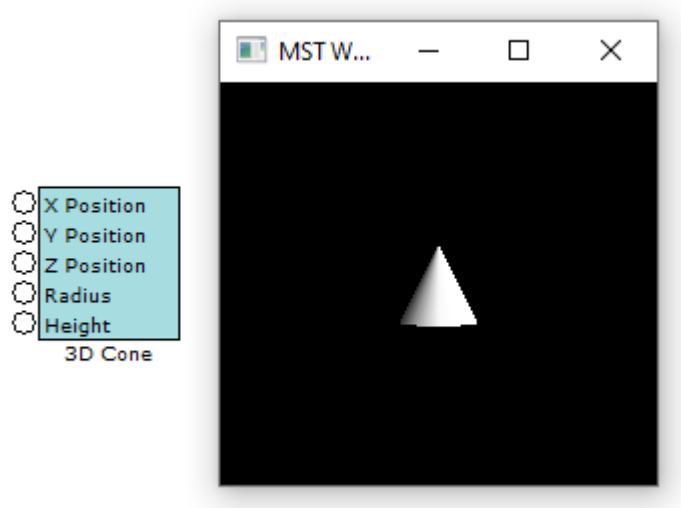 MST W...
X Position
Y Position
Z Position
Radius
Height
3D Cone